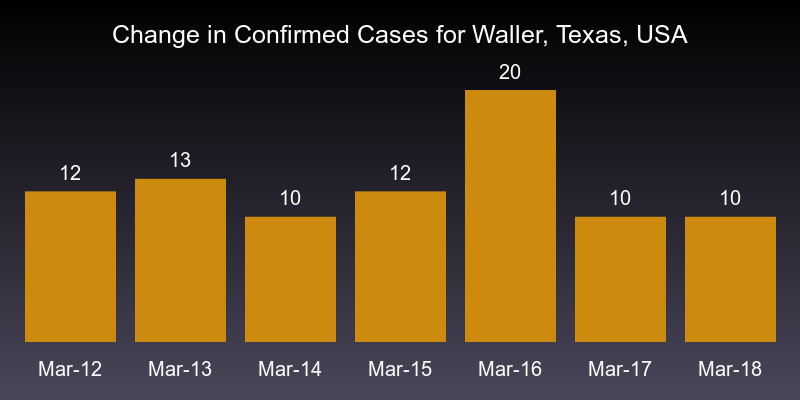 Change in Confirmed Cases for Waller, Texas, USA
12 13 10 12 20 10 10
Mar-12 Mar-13 Mar-14 Mar-15 Mar-16 Mar-17 Mar-18